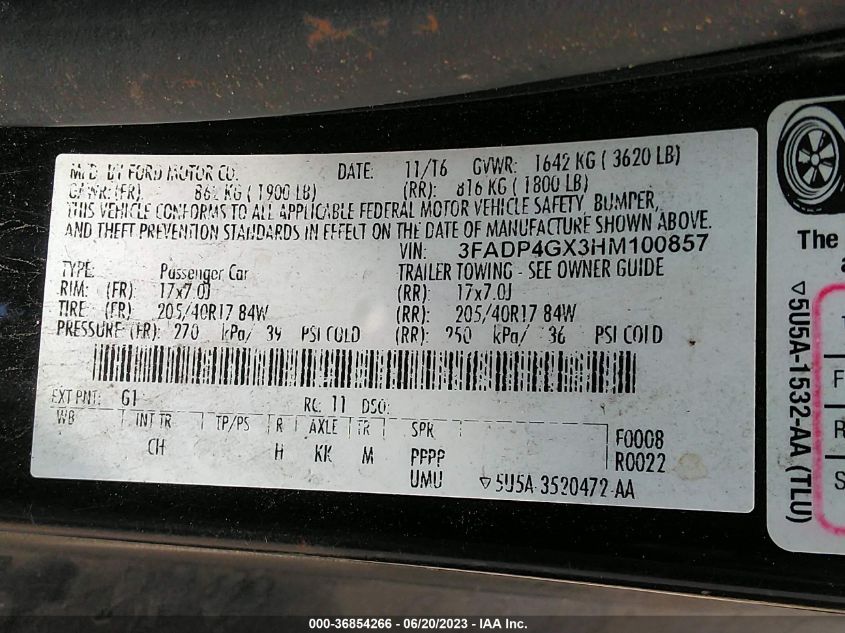 MFD. BY FORD MOTOR CO. DATE: 11/16 GVWR: 1642 KG ( 3620 LB)
GAWR: (FR) 862 KG ( 1900 LB) (RR): 816 KG ( 1800 LB)
THIS VEHICLE CONFORMS TO ALL APPLICABLE FEDERAL MOTOR VEHICLE SAFETY BUMPER,
AND THEFT PREVENTION STANDARDS IN EFFECT ON THE DATE OF MANUFACTURE SHOWN ABOVE.
VIN: 3FADP4GX3HM100857
TYPE: Passenger Car TRAILER TOWING - SEE OWNER GUIDE
RIM: (FR) 17x7.0J (RR): 17x7.0J
TIRE: (FR) 205/40R17 84W (RR): 205/40R17 84W
PRESSURE (FR): 270 kPa/ 39 PSI COLD (RR): 250 kPa/ 36 PSI COLD
EXT PNT: G1 RC: 11 DSO:
WB INT TR TP/PS R AXLE TR SPR F0008
CH H KK M PPPP R0022
UMU ▽5U5A-3520472-AA
The
▽5U5A-1532-AA (TLU)
F
R
S
000-36854266 - 06/20/2023 - IAA Inc.